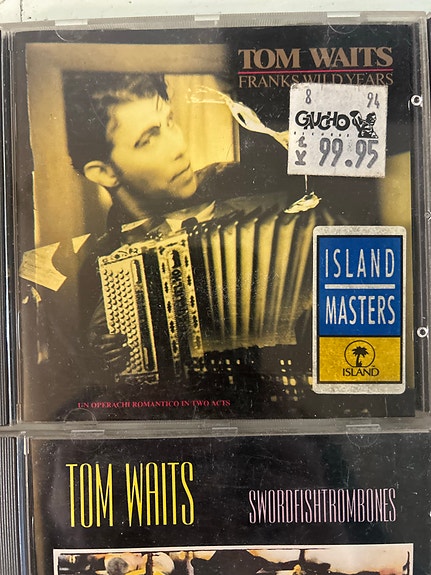 TOM WAITS
FRANKS WILD YEARS
8 94
GAUCHO
99.95
ISLAND
MASTERS
ISLAND
UN OPERACHI ROMANTICO IN TWO ACTS
TOM WAITS
SWORDFISHTROMBONES